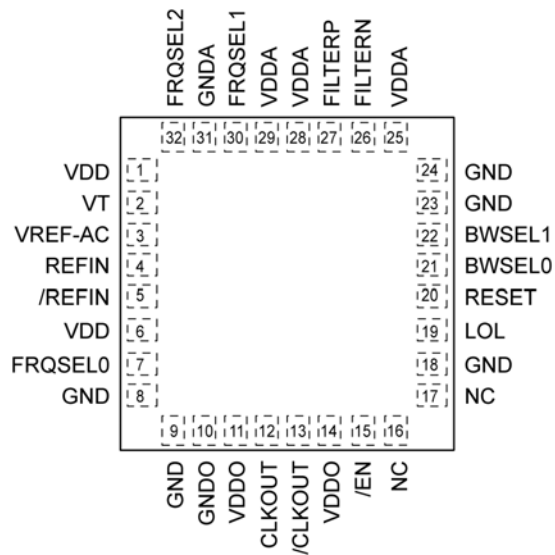 FRQSEL2
GNDA
FRQSEL1
VDDA
VDDA
FILTERP
FILTERN
VDDA
32 31 30 29 28 27 26 25
VDD 1 24 GND
VT 2 23 GND
VREF-AC 3 22 BWSEL1
REFIN 4 21 BWSEL0
/REFIN 5 20 RESET
VDD 6 19 LOL
FRQSEL0 7 18 GND
GND 8 17 NC
9 10 11 12 13 14 15 16
GND
GNDO
VDDO
CLKOUT
/CLKOUT
VDDO
/EN
NC